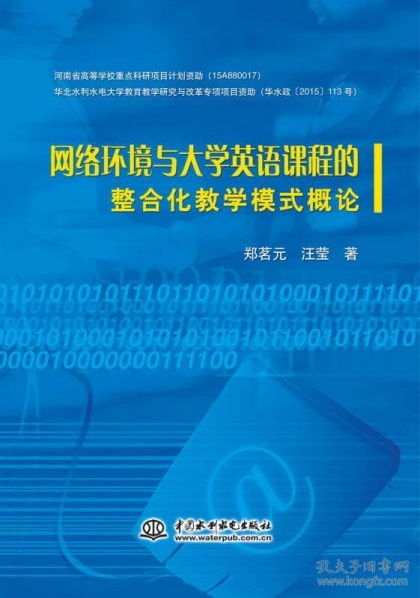 河南省高等学校重点科研项目计划资助（15A880017）
华北水利水电大学教育教学研究与改革专项项目资助（华水政〔2015〕113号）
网络环境与大学英语课程的
整合化教学模式概论
郑茗元 汪莹 著
中国水利水电出版社
www.waterpub.com.cn
孔夫子旧书网
www.kongfz.com